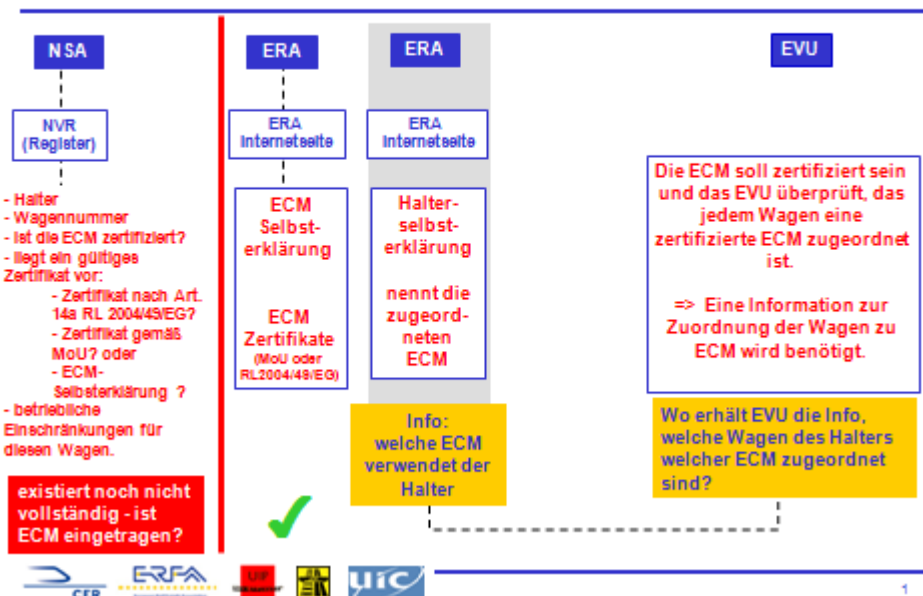 NSA
NVR
(Register)
- Halter
- Wagennummer
- Ist die ECM zertifiziert?
- liegt ein gültiges
Zertifikat vor:
- Zertifikat nach Art.
14a RL 2004/49/EG?
- Zertifikat gemäß
MoU? oder
- ECM-
Selbsterklärung ?
- betriebliche
Einschränkungen für
diesen Wagen.
existiert noch nicht
vollständig - ist
ECM eingetragen?
ERA
ERA
Internetseite
ECM
Selbst-
erklärung
ECM
Zertifikate
(MoU oder
RL2004/49/EG)
ERA
ERA
Internetseite
Halter-
selbst-
erklärung
nennt die
zugeord-
neten
ECM
Info:
welche ECM
verwendet der
Halter
EVU
Die ECM soll zertifiziert sein
und das EVU überprüft, das
jedem Wagen eine
zertifizierte ECM zugeordnet
ist.
=> Eine Information zur
Zuordnung der Wagen zu
ECM wird benötigt.
Wo erhält EVU die Info,
welche Wagen des Halters
welcher ECM zugeordnet
sind?
CER
ERFA
UIP
uic
1